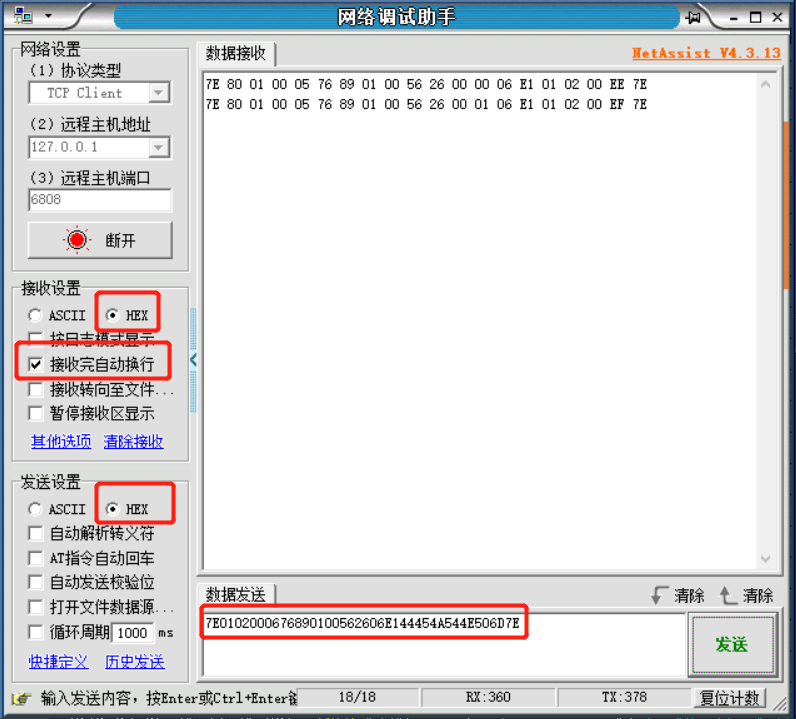 网络调试助手
网络设置
(1) 协议类型
TCP Client
(2) 远程主机地址
127.0.0.1
(3) 远程主机端口
6808
断开
接收设置
ASCII HEX
按日志模式显示
接收完自动换行
接收转向至文件...
暂停接收区显示
其他选项 清除接收
发送设置
ASCII HEX
自动解析转义符
AT指令自动回车
自动发送校验位
打开文件数据源...
循环周期 1000 ms
快捷定义 历史发送
数据接收
NetAssist V4.3.13
7E 80 01 00 05 76 89 01 00 56 26 00 00 06 E1 01 02 00 EE 7E
7E 80 01 00 05 76 89 01 00 56 26 00 01 06 E1 01 02 00 EF 7E
数据发送 清除 清除
7E0102000676890100562606E144454A544E506D7E
发送
输入发送内容, 按Enter或Ctrl+Enter 18/18 RX:360 TX:378 复位计数